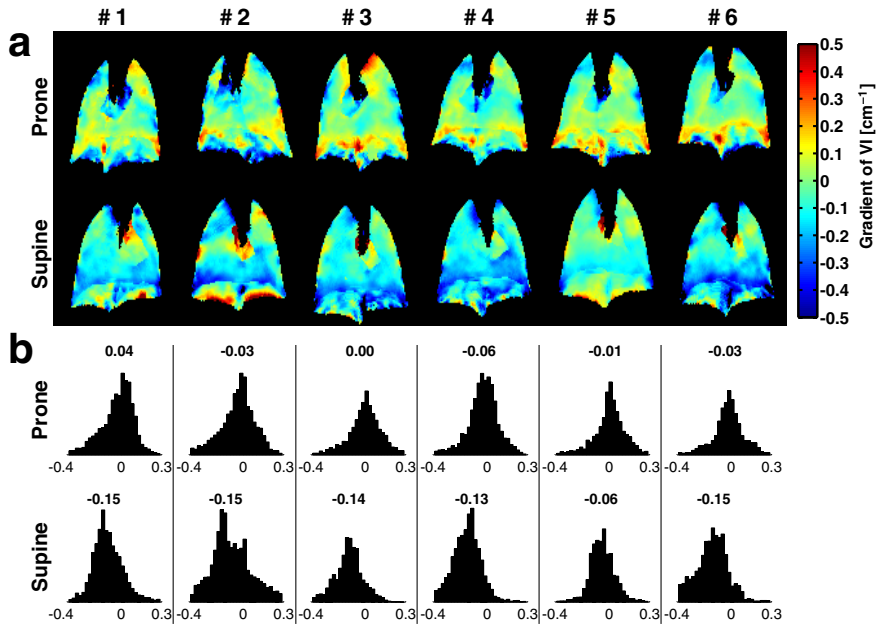 # 1 # 2 # 3 # 4 # 5 # 6
a
Prone
Supine
0.5
0.4
0.3
0.2
0.1
0
-0.1
-0.2
-0.3
-0.4
-0.5
Gradient of VI [cm⁻¹]
b
Prone
0.04 -0.03 0.00 -0.06 -0.01 -0.03
-0.4 0 0.3 -0.4 0 0.3 -0.4 0 0.3 -0.4 0 0.3 -0.4 0 0.3 -0.4 0 0.3
Supine
-0.15 -0.15 -0.14 -0.13 -0.06 -0.15
-0.4 0 0.3 -0.4 0 0.3 -0.4 0 0.3 -0.4 0 0.3 -0.4 0 0.3 -0.4 0 0.3